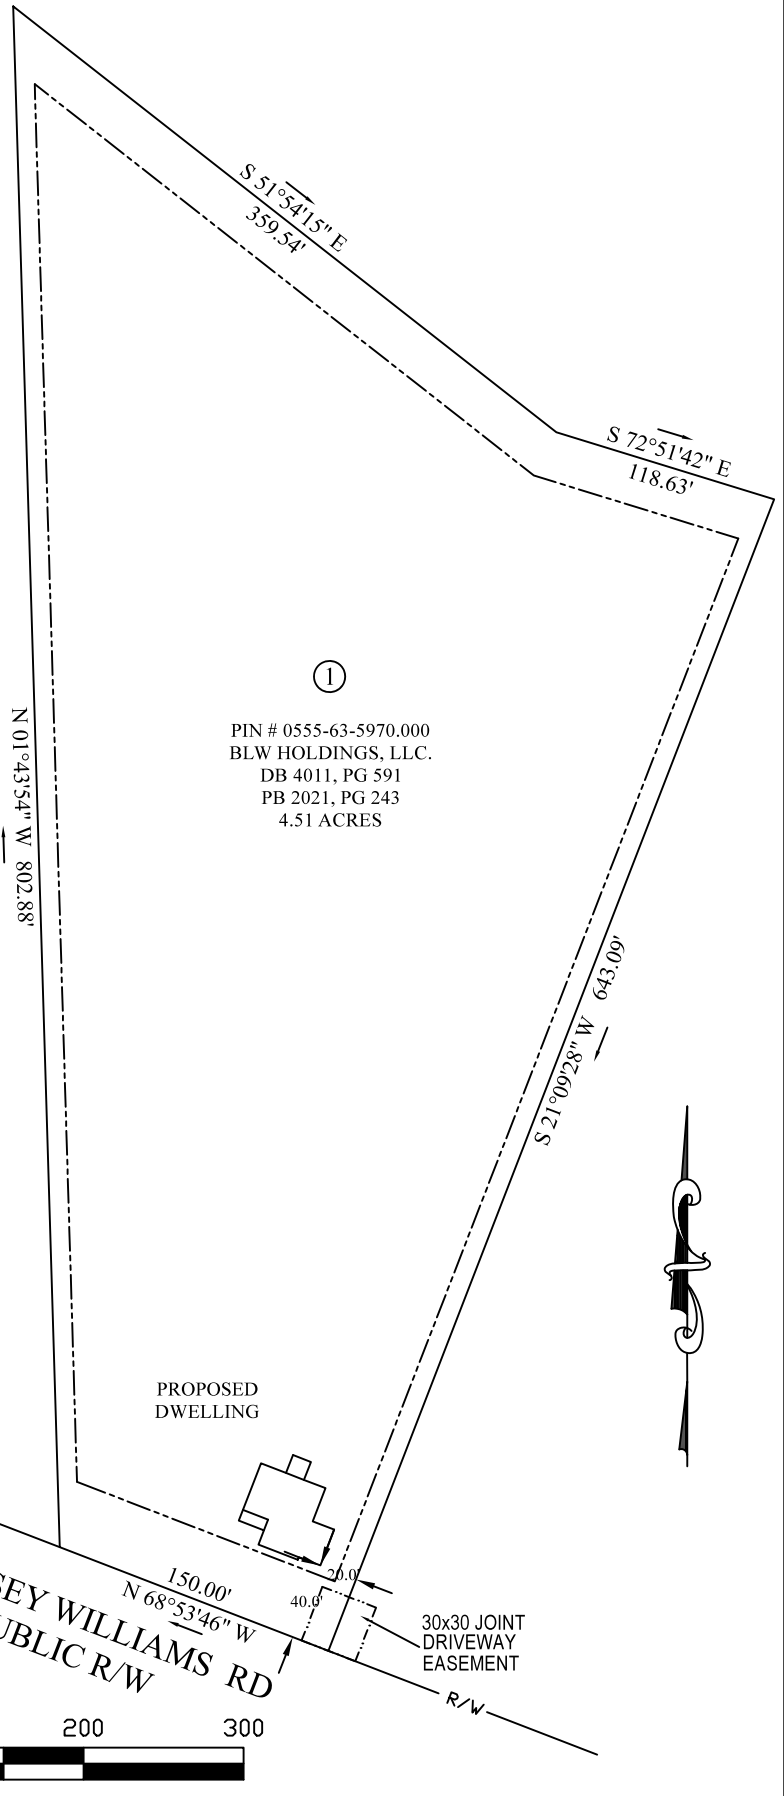 S 51°54'15" E
359.54'
S 72°51'42" E
118.63'
1
PIN # 0555-63-5970.000
BLW HOLDINGS, LLC.
DB 4011, PG 591
PB 2021, PG 243
4.51 ACRES
N 01°43'54" W 802.88'
S 21°09'28" W 643.09'
PROPOSED
DWELLING
20.0'
40.0'
150.00'
N 68°53'46" W
SEY WILLIAMS RD
UBLIC R/W
30x30 JOINT
DRIVEWAY
EASEMENT
R/W
200 300